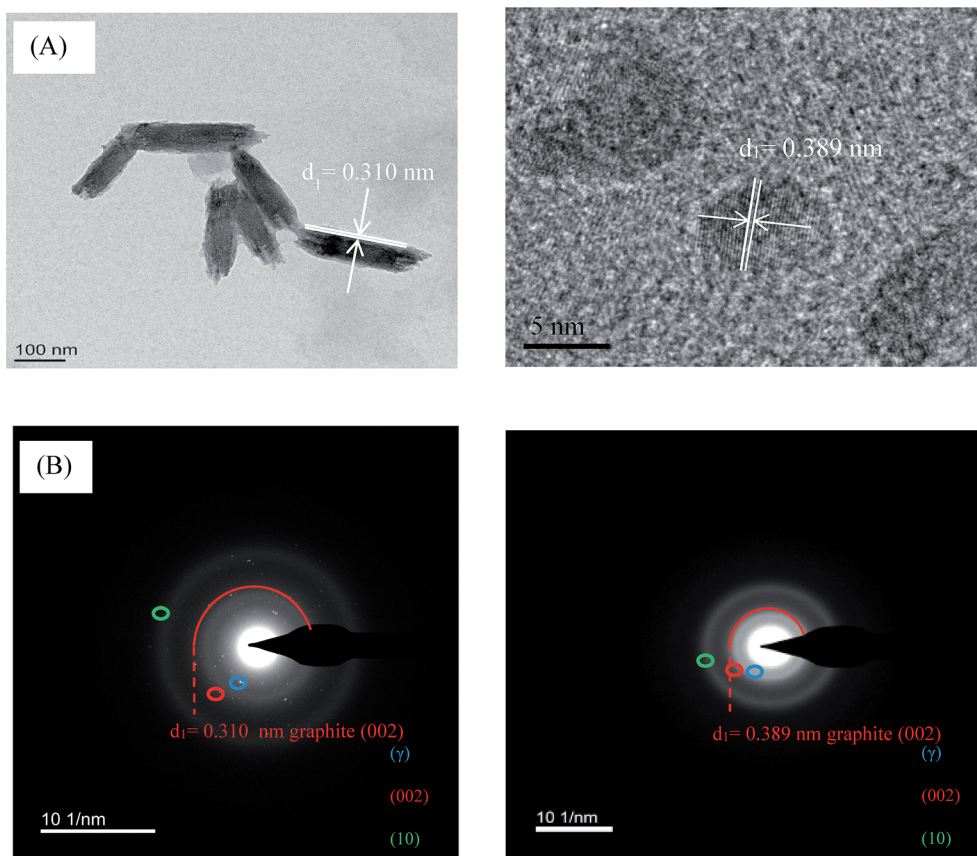 (A)
d₁= 0.310 nm
100 nm
d₁= 0.389 nm
5 nm
(B)
d₁= 0.310 nm graphite (002)
(γ)
(002)
(10)
10 1/nm
d₁= 0.389 nm graphite (002)
(γ)
(002)
(10)
10 1/nm